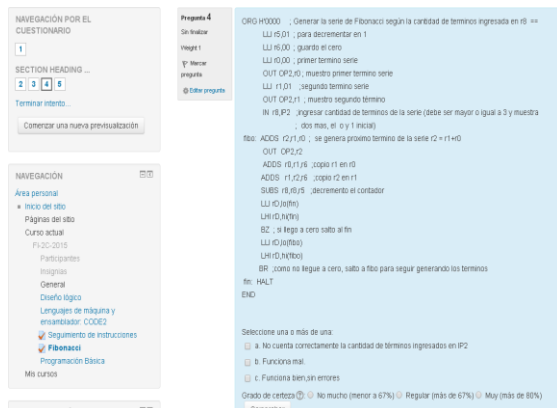 NAVEGACIÓN POR EL
CUESTIONARIO
1
SECTION HEADING ...
2 3 4 5
Terminar intento...
Comenzar una nueva previsualización
NAVEGACIÓN
Área personal
Inicio del sitio
Páginas del sitio
Curso actual
FI-2C-2015
Participantes
Insignias
General
Diseño lógico
Lenguajes de máquina y
ensamblador: CODE2
Seguimiento de instrucciones
Fibonacci
Programación Básica
Mis cursos
Pregunta 4
Sin finalizar
Weight 1
Marcar
pregunta
Editar pregunta
ORG H'0000 ; Generar la serie de Fibonacci según la cantidad de terminos ingresada en r8 ==
LLI r5,01 ; para decrementar en 1
LLI r6,00 ; guardo el cero
LLI r0,00 ; primer termino serie
OUT OP2,r0 ; muestro primer termino serie
LLI r1,01 ;segundo termino serie
OUT OP2,r1 ; muestro segundo término
IN r8,IP2 ;ingresar cantidad de terminos de la serie (debe ser mayor o igual a 3 y muestra
; dos mas, el o y 1 inicial)
fibo: ADDS r2,r1,r0 ; se genera proximo termino de la serie r2 = r1+r0
OUT OP2,r2
ADDS r0,r1,r6 ;copio r1 en r0
ADDS r1,r2,r6 ;copio r2 en r1
SUBS r8,r8,r5 ;decremento el contador
LLI rD,lo(fin)
LHI rD,hi(fin)
BZ ; si llego a cero salto al fin
LLI rD,lo(fibo)
LHI rD,hi(fibo)
BR ;como no llegue a cero, salto a fibo para seguir generando los terminos
fin: HALT
END
Seleccione una o más de una:
a. No cuenta correctamente la cantidad de términos ingresados en IP2
b. Funciona mal.
c. Funciona bien,sin errores
Grado de certeza: No mucho (menor a 67%) Regular (más de 67%) Muy (más de 80%)